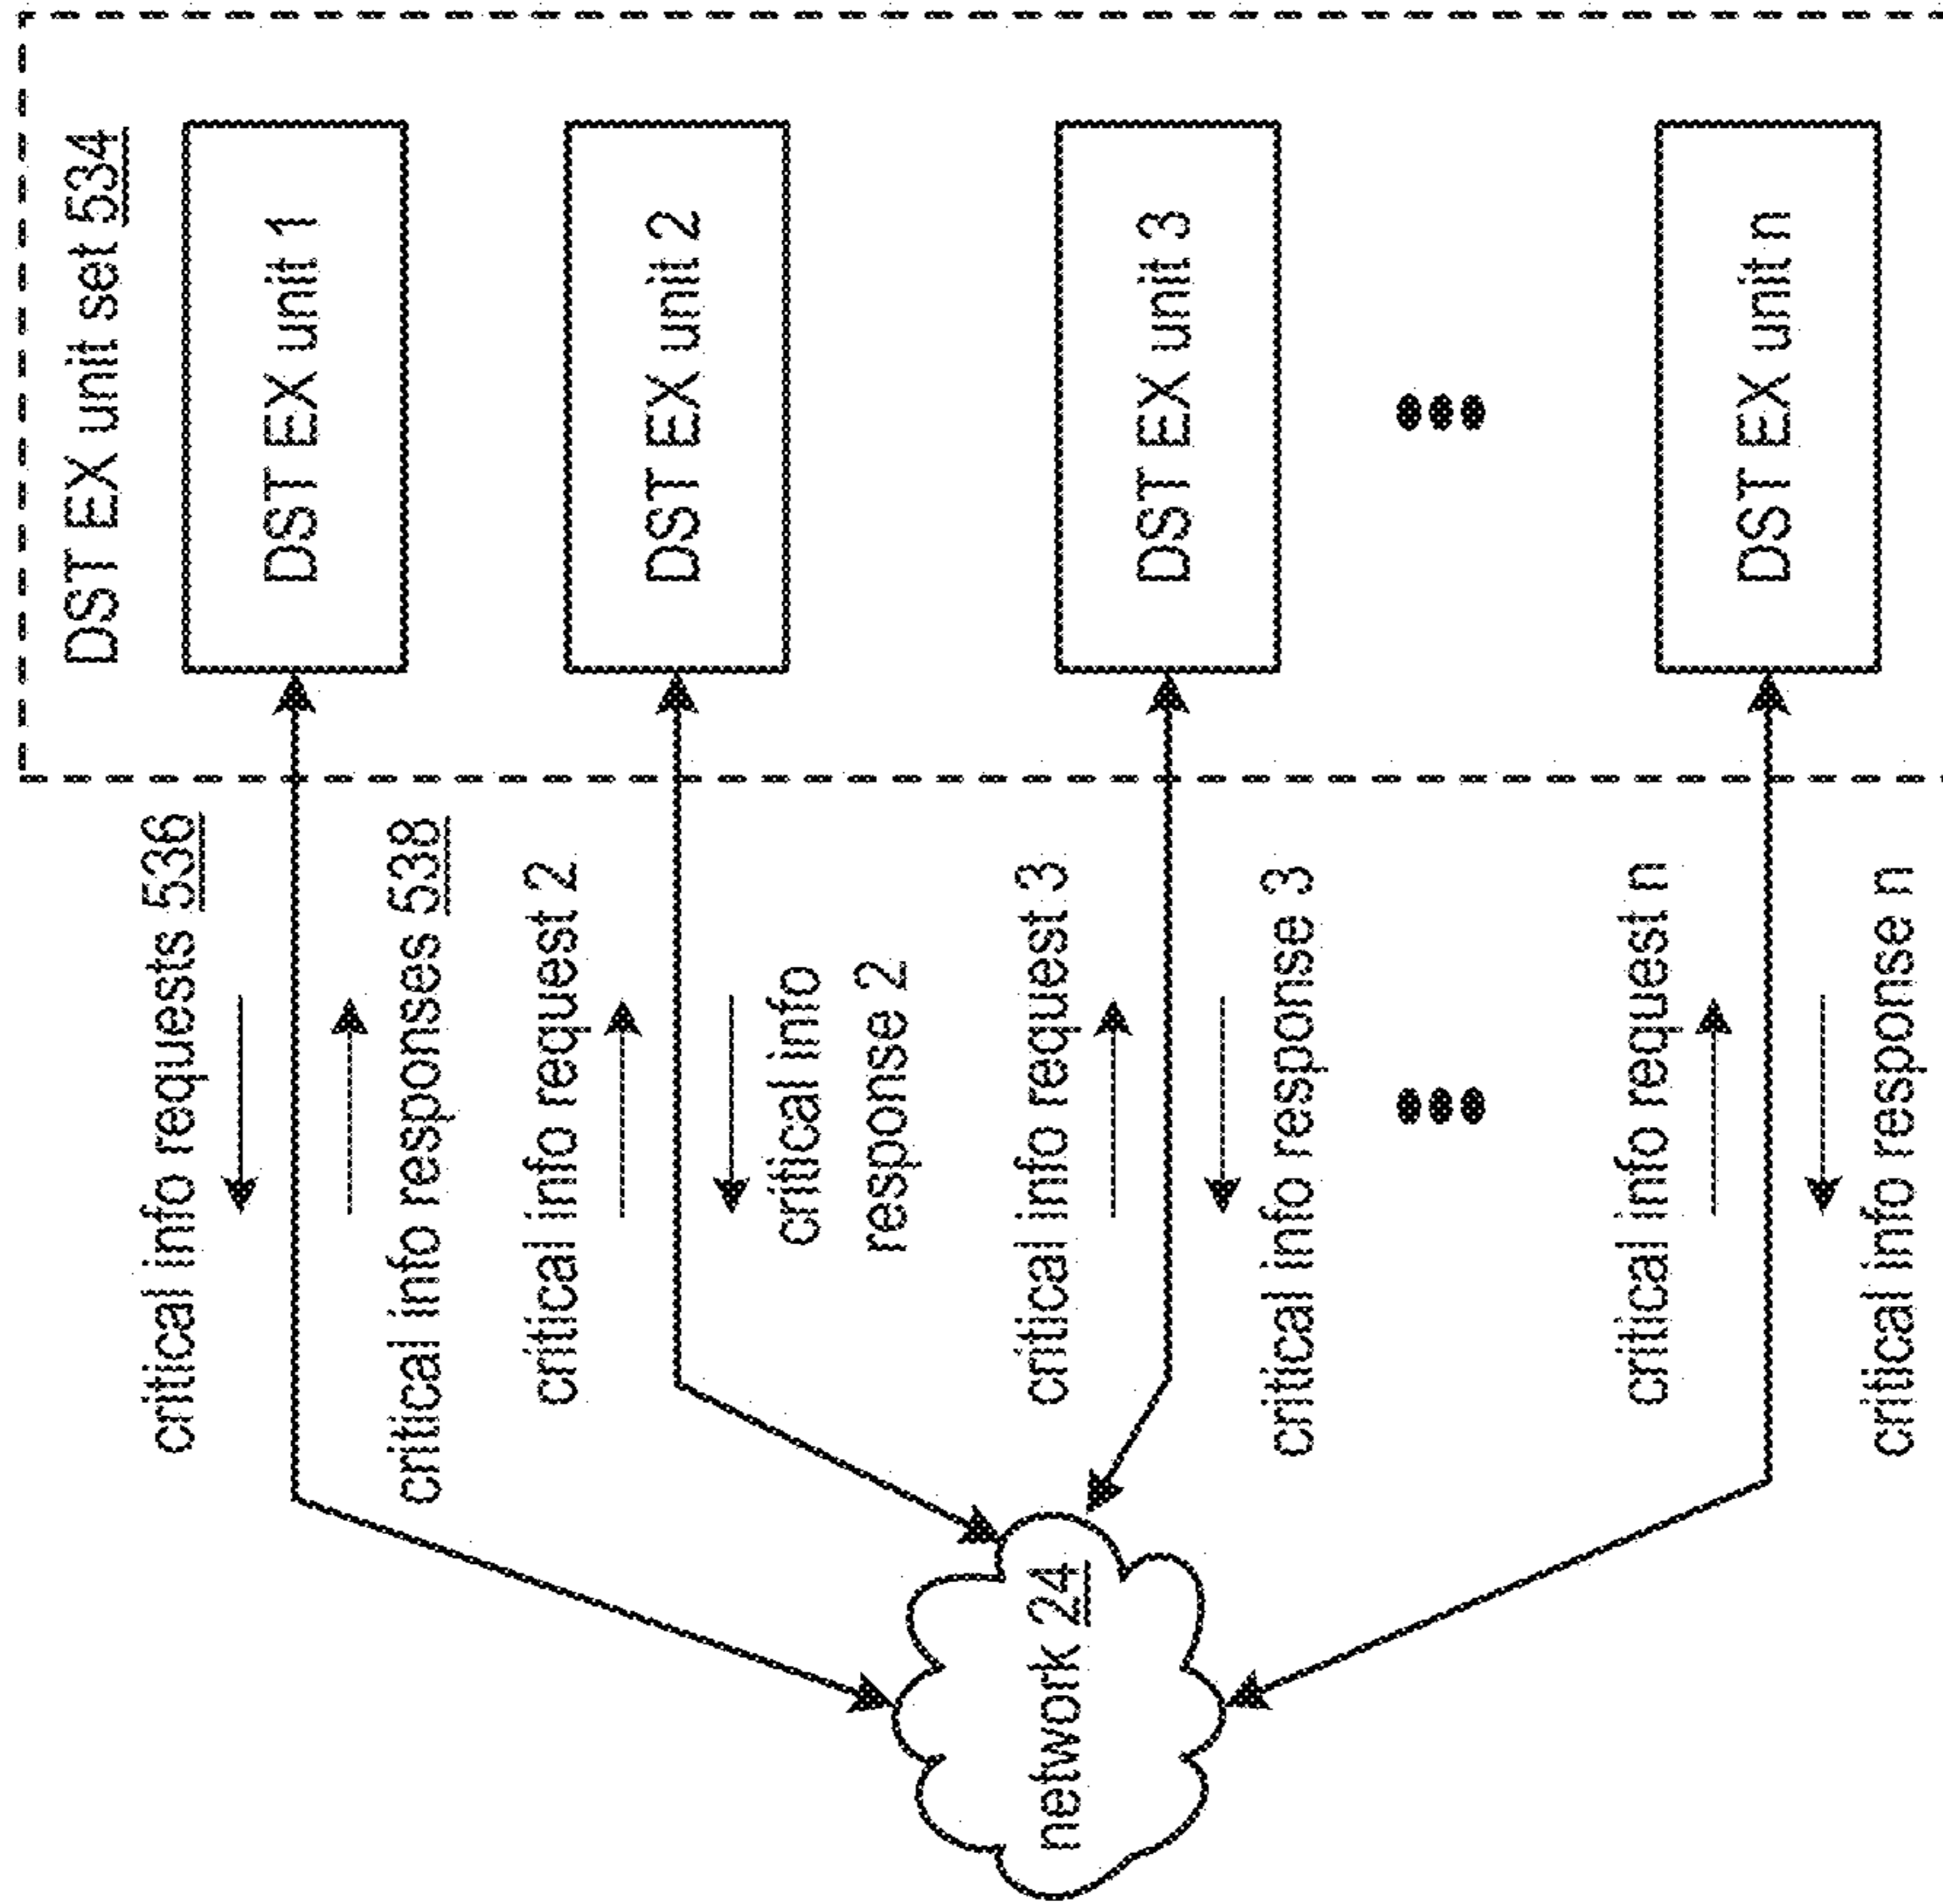 DST EX unit set 534
DST EX unit 1
critical info requests 536
critical info responses 538
DST EX unit 2
critical info request 2
critical info
response 2
DST EX unit 3
critical info request 3
critical info response 3
DST EX unit n
critical info request n
critical info response n
network 24